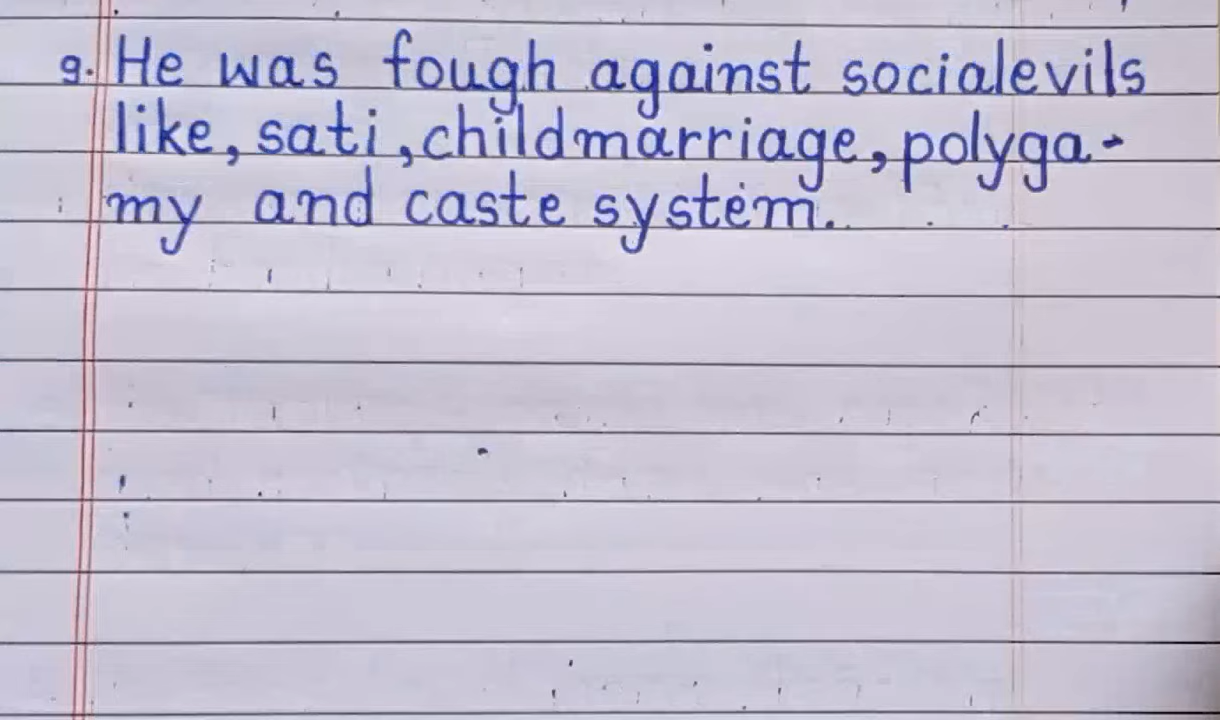 9. He was fough against socialevils
like, sati, childmarriage, polyga-
my and caste system.